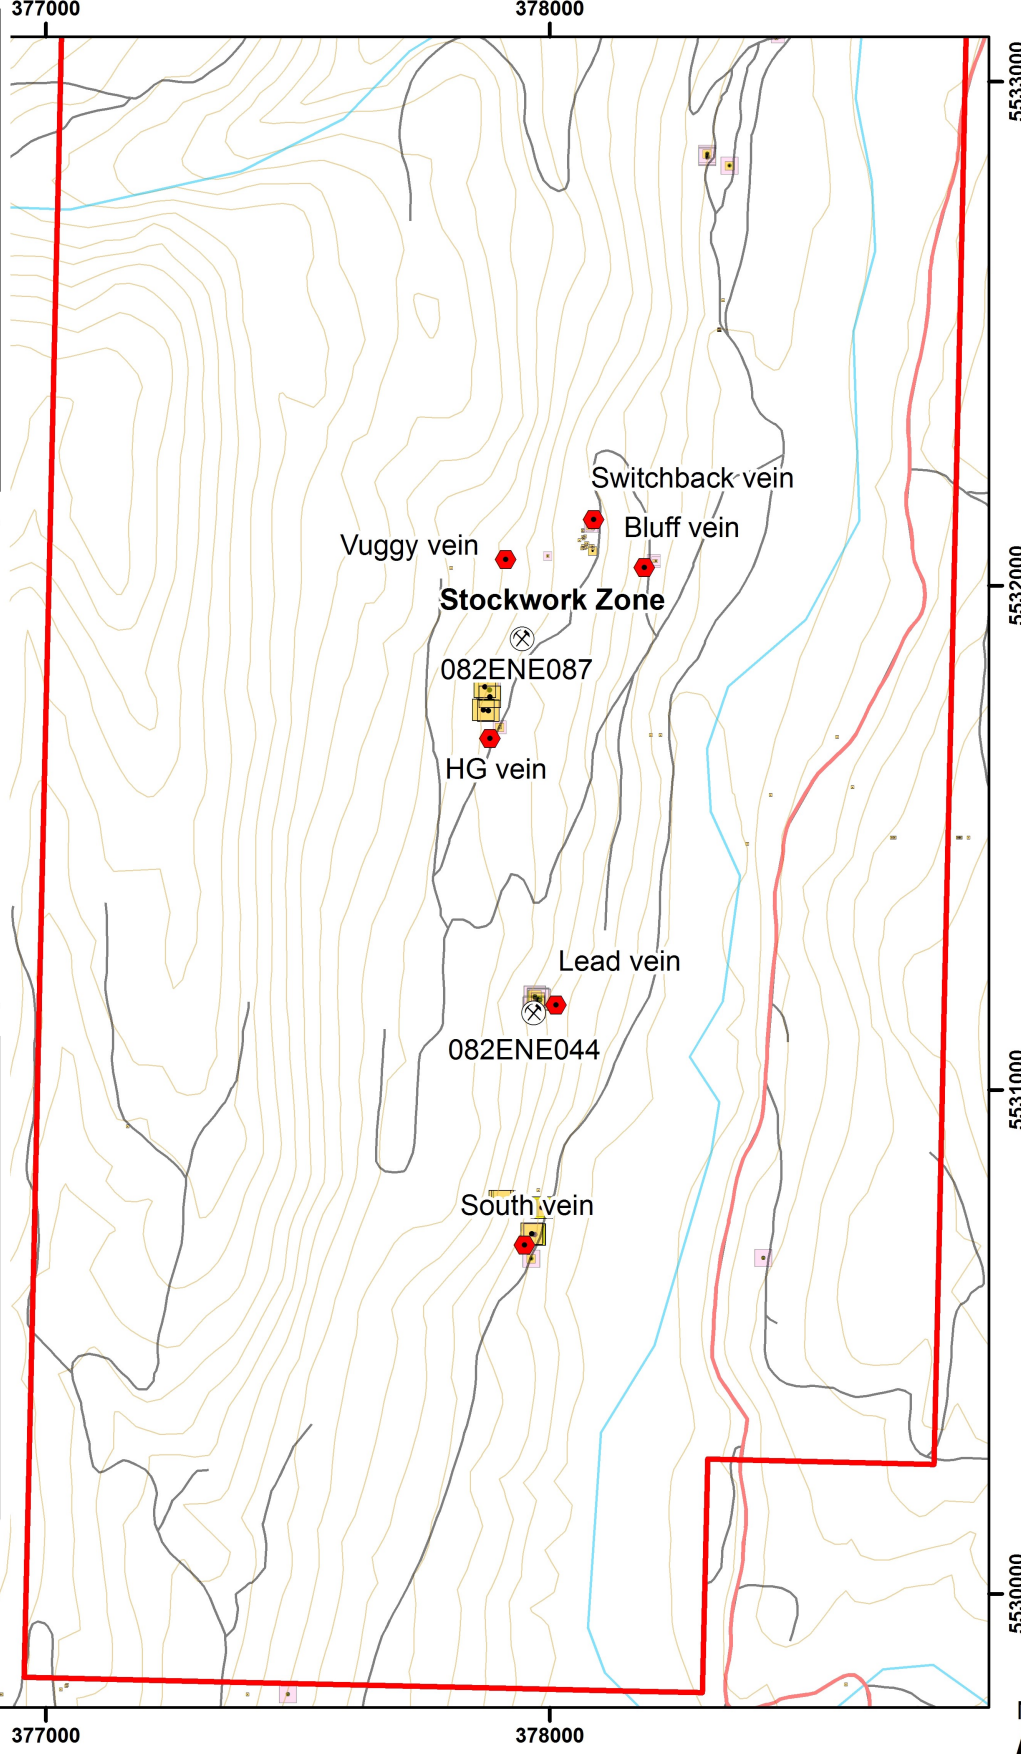 377000
378000
5533000
Switchback vein
Bluff vein
Vuggy vein
5532000
Stockwork Zone
082ENE087
HG vein
Lead vein
082ENE044
5531000
South vein
5530000
377000
378000